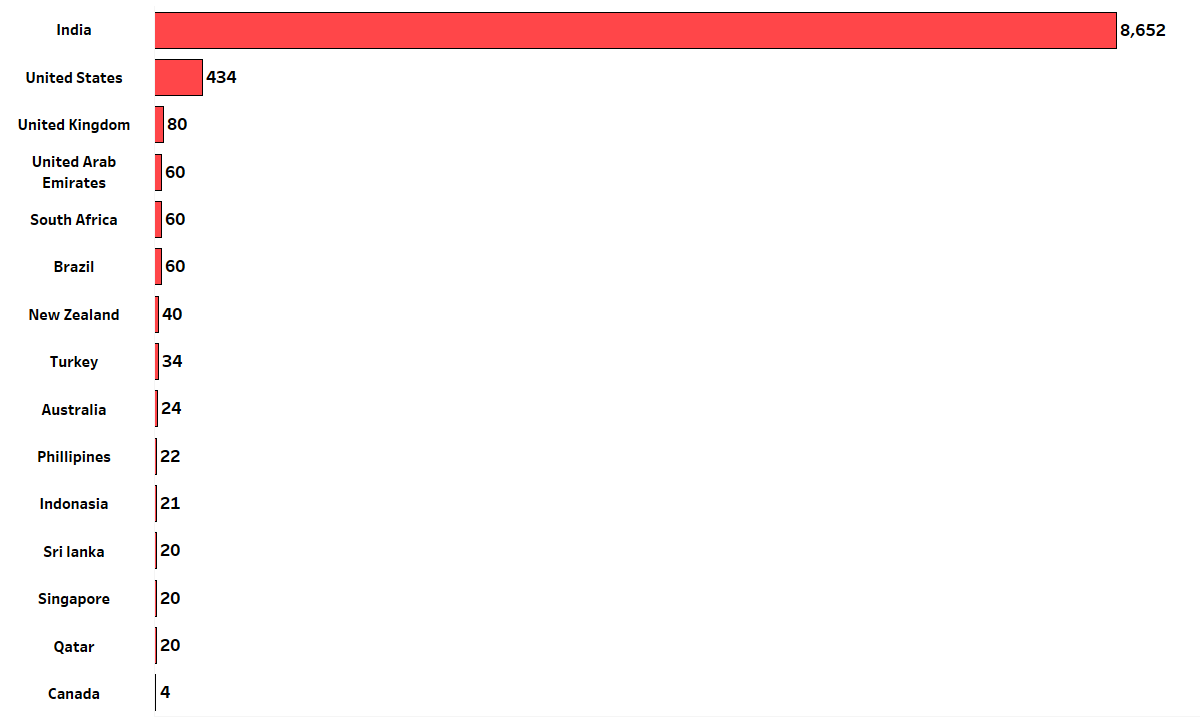 India 8,652
United States 434
United Kingdom 80
United Arab
Emirates 60
South Africa 60
Brazil 60
New Zealand 40
Turkey 34
Australia 24
Phillipines 22
Indonasia 21
Sri lanka 20
Singapore 20
Qatar 20
Canada 4